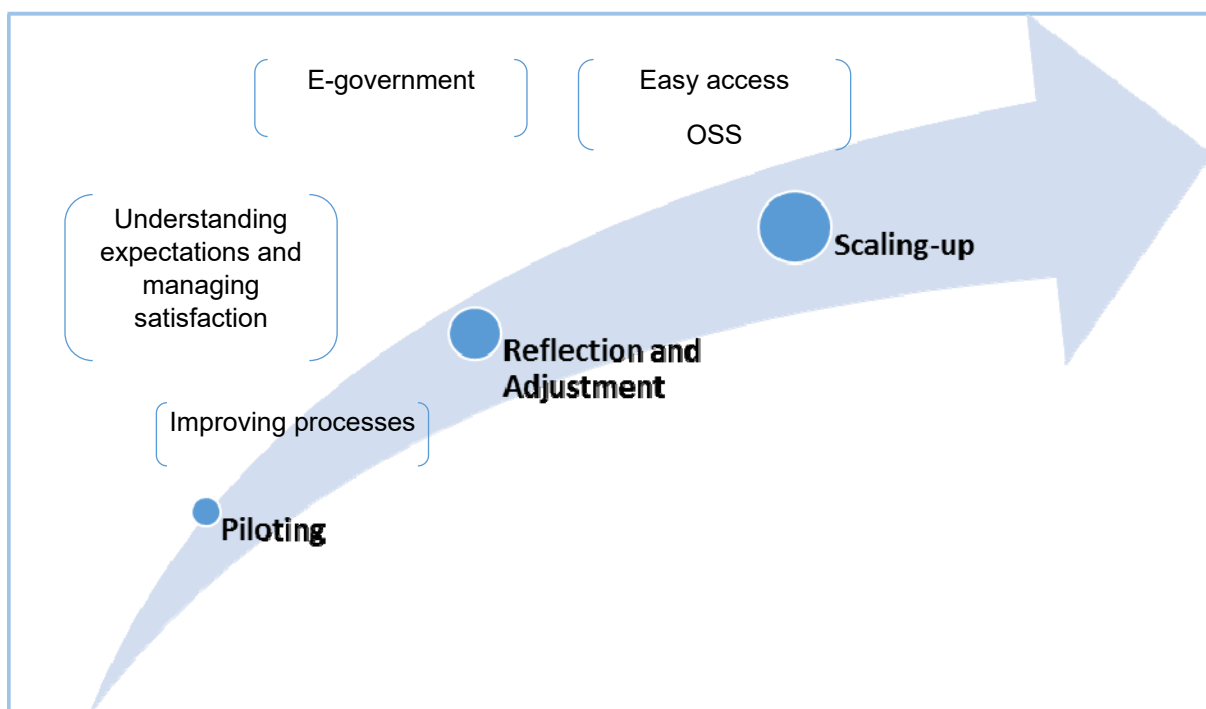 E-government
Easy access
OSS
Understanding
expectations and
managing
satisfaction
Scaling-up
Reflection and
Adjustment
Improving processes
Piloting